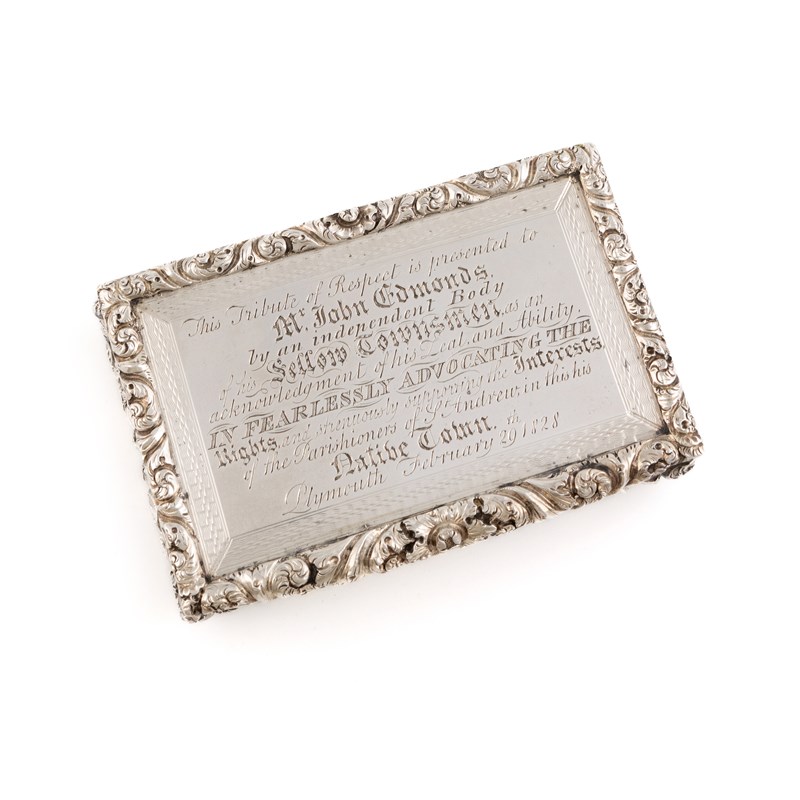 This Tribute of Respect is presented to
Mr. John Edmonds.
by an independent Body
of his Fellow Townsmen, as an
acknowledgment of his Zeal and Ability
IN FEARLESSLY ADVOCATING THE
Rights, and strenuously supporting the Interests
of the Parishioners of St. Andrew, in this his
Native Town.
Plymouth February 29th 1828